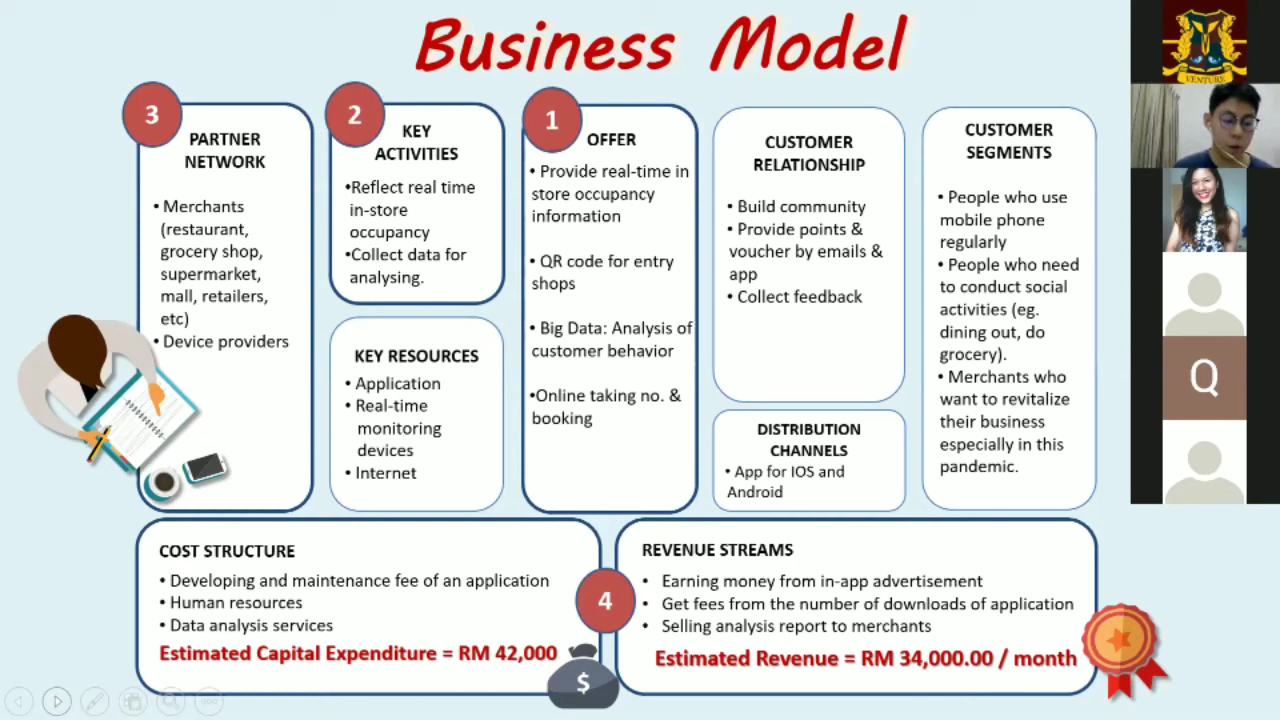 Business Model
3
PARTNER
NETWORK
• Merchants
(restaurant,
grocery shop,
supermarket,
mall, retailers,
etc)
• Device providers
2
KEY
ACTIVITIES
•Reflect real time
in-store
occupancy
•Collect data for
analysing.
KEY RESOURCES
• Application
• Real-time
monitoring
devices
• Internet
1
OFFER
• Provide real-time in
store occupancy
information
• QR code for entry
shops
• Big Data: Analysis of
customer behavior
•Online taking no. &
booking
CUSTOMER
RELATIONSHIP
• Build community
• Provide points &
voucher by emails &
app
• Collect feedback
DISTRIBUTION
CHANNELS
• App for IOS and
Android
CUSTOMER
SEGMENTS
• People who use
mobile phone
regularly
• People who need
to conduct social
activities (eg.
dining out, do
grocery).
• Merchants who
want to revitalize
their business
especially in this
pandemic.
COST STRUCTURE
• Developing and maintenance fee of an application
• Human resources
• Data analysis services
Estimated Capital Expenditure = RM 42,000
$
4
REVENUE STREAMS
• Earning money from in-app advertisement
• Get fees from the number of downloads of application
• Selling analysis report to merchants
Estimated Revenue = RM 34,000.00 / month
VENTURE
Q